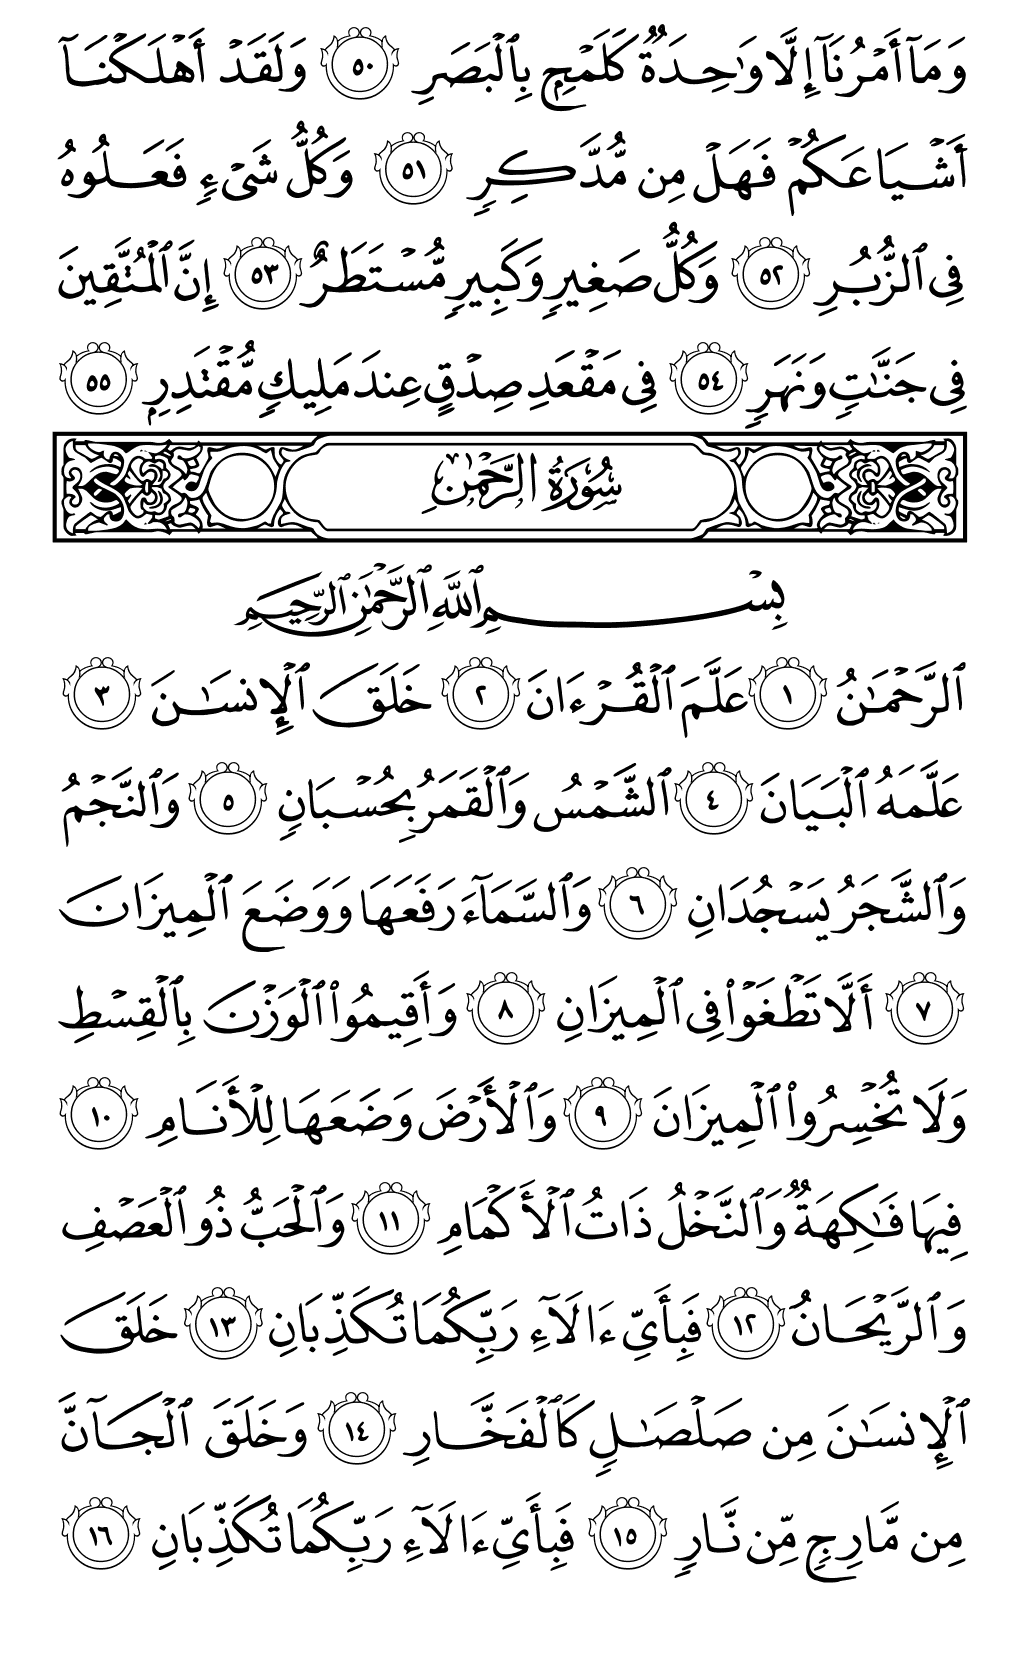 وَمَآ أَمْرُنَآ إِلَّا وَٰحِدَةٌ كَلَمْحٍۭ بِٱلْبَصَرِ ٥٠ وَلَقَدْ أَهْلَكْنَآ
أَشْيَاعَكُمْ فَهَلْ مِن مُّدَّكِرٍ ٥١ وَكُلُّ شَىْءٍ فَعَلُوهُ
فِى ٱلزُّبُرِ ٥٢ وَكُلُّ صَغِيرٍ وَكَبِيرٍ مُّسْتَطَرٌ ٥٣ إِنَّ ٱلْمُتَّقِينَ
فِى جَنَّٰتٍ وَنَهَرٍ ٥٤ فِى مَقْعَدِ صِدْقٍ عِندَ مَلِيكٍ مُّقْتَدِرٍۭ ٥٥
سُورَةُ الرَّحْمَٰن
بِسْمِ ٱللَّهِ ٱلرَّحْمَٰنِ ٱلرَّحِيمِ
ٱلرَّحْمَٰنُ ١ عَلَّمَ ٱلْقُرْءَانَ ٢ خَلَقَ ٱلْإِنسَٰنَ ٣
عَلَّمَهُ ٱلْبَيَانَ ٤ ٱلشَّمْسُ وَٱلْقَمَرُ بِحُسْبَانٍ ٥ وَٱلنَّجْمُ
وَٱلشَّجَرُ يَسْجُدَانِ ٦ وَٱلسَّمَآءَ رَفَعَهَا وَوَضَعَ ٱلْمِيزَانَ
٧ أَلَّا تَطْغَوْا۟ فِى ٱلْمِيزَانِ ٨ وَأَقِيمُوا۟ ٱلْوَزْنَ بِٱلْقِسْطِ
وَلَا تُخْسِرُوا۟ ٱلْمِيزَانَ ٩ وَٱلْأَرْضَ وَضَعَهَا لِلْأَنَامِ ١٠
فِيهَا فَٰكِهَةٌ وَٱلنَّخْلُ ذَاتُ ٱلْأَكْمَامِ ١١ وَٱلْحَبُّ ذُو ٱلْعَصْفِ
وَٱلرَّيْحَانُ ١٢ فَبِأَىِّ ءَالَآءِ رَبِّكُمَا تُكَذِّبَانِ ١٣ خَلَقَ
ٱلْإِنسَٰنَ مِن صَلْصَٰلٍ كَٱلْفَخَّارِ ١٤ وَخَلَقَ ٱلْجَآنَّ
مِن مَّارِجٍ مِّن نَّارٍ ١٥ فَبِأَىِّ ءَالَآءِ رَبِّكُمَا تُكَذِّبَانِ ١٦